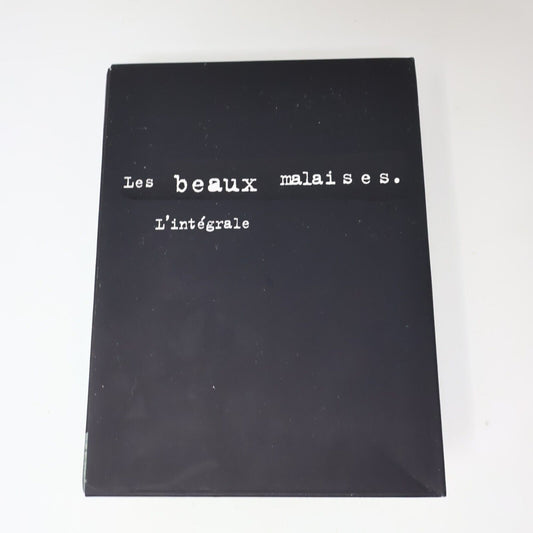 Les beaux malaises.
L'intégrale